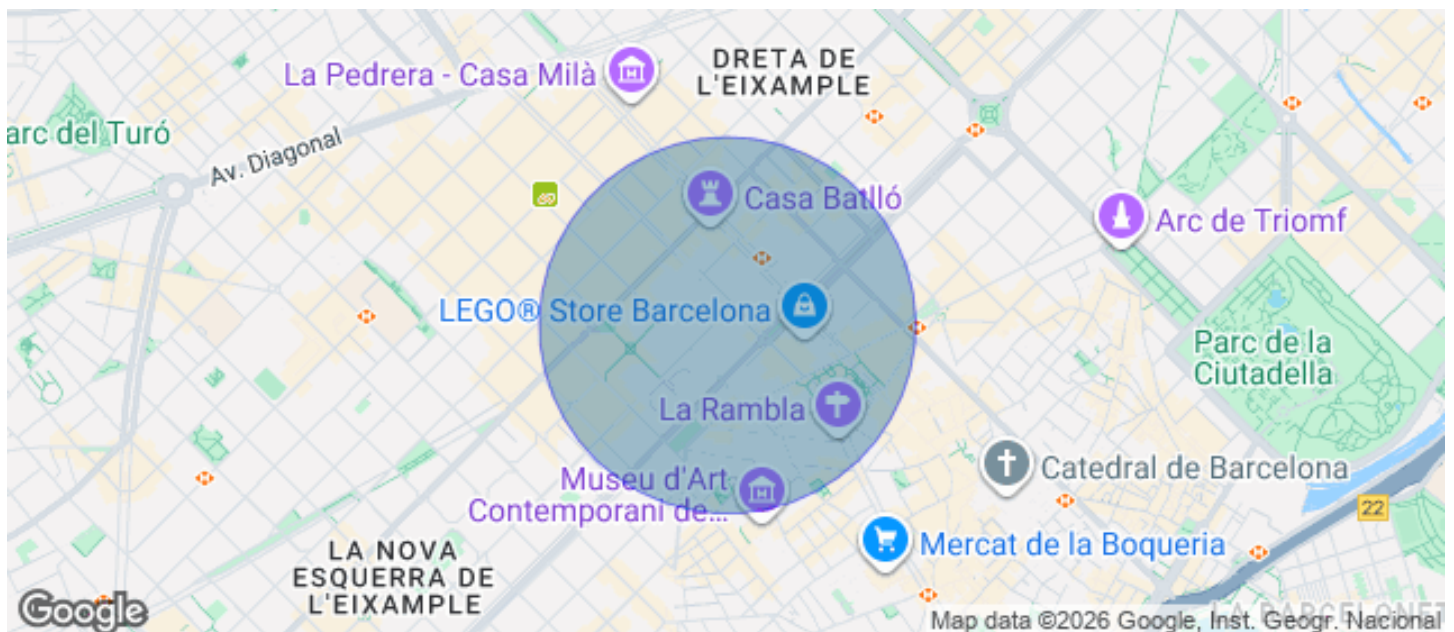 DRETA DE
L'EIXAMPLE
La Pedrera - Casa Milà
arc del Turó
Av. Diagonal
Casa Batlló
Arc de Triomf
LEGO® Store Barcelona
Parc de la
Ciutadella
La Rambla
Catedral de Barcelona
Museu d'Art
Contemporani de...
22
Mercat de la Boqueria
LA NOVA
ESQUERRA DE
L'EIXAMPLE
LA BARCELONET
Google
Map data ©2026 Google, Inst. Geogr. Nacional